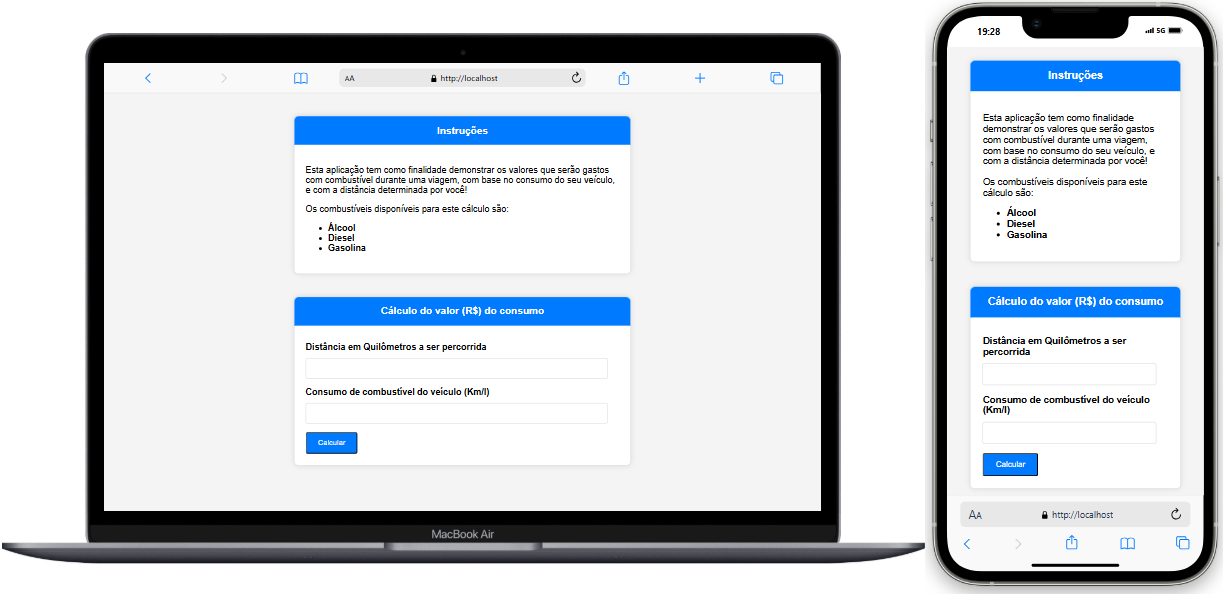 AA
http://localhost
Instruções
Esta aplicação tem como finalidade demonstrar os valores que serão gastos
com combustível durante uma viagem, com base no consumo do seu veículo,
e com a distância determinada por você!
Os combustíveis disponíveis para este cálculo são:
• Álcool
• Diesel
• Gasolina
Cálculo do valor (R$) do consumo
Distância em Quilômetros a ser percorrida
Consumo de combustível do veículo (Km/l)
Calcular
MacBook Air
19:28
5G
Instruções
Esta aplicação tem como finalidade
demonstrar os valores que serão gastos
com combustível durante uma viagem,
com base no consumo do seu veículo, e
com a distância determinada por você!
Os combustíveis disponíveis para este
cálculo são:
• Álcool
• Diesel
• Gasolina
Cálculo do valor (R$) do consumo
Distância em Quilômetros a ser
percorrida
Consumo de combustível do veículo
(Km/l)
Calcular
AA
http://localhost